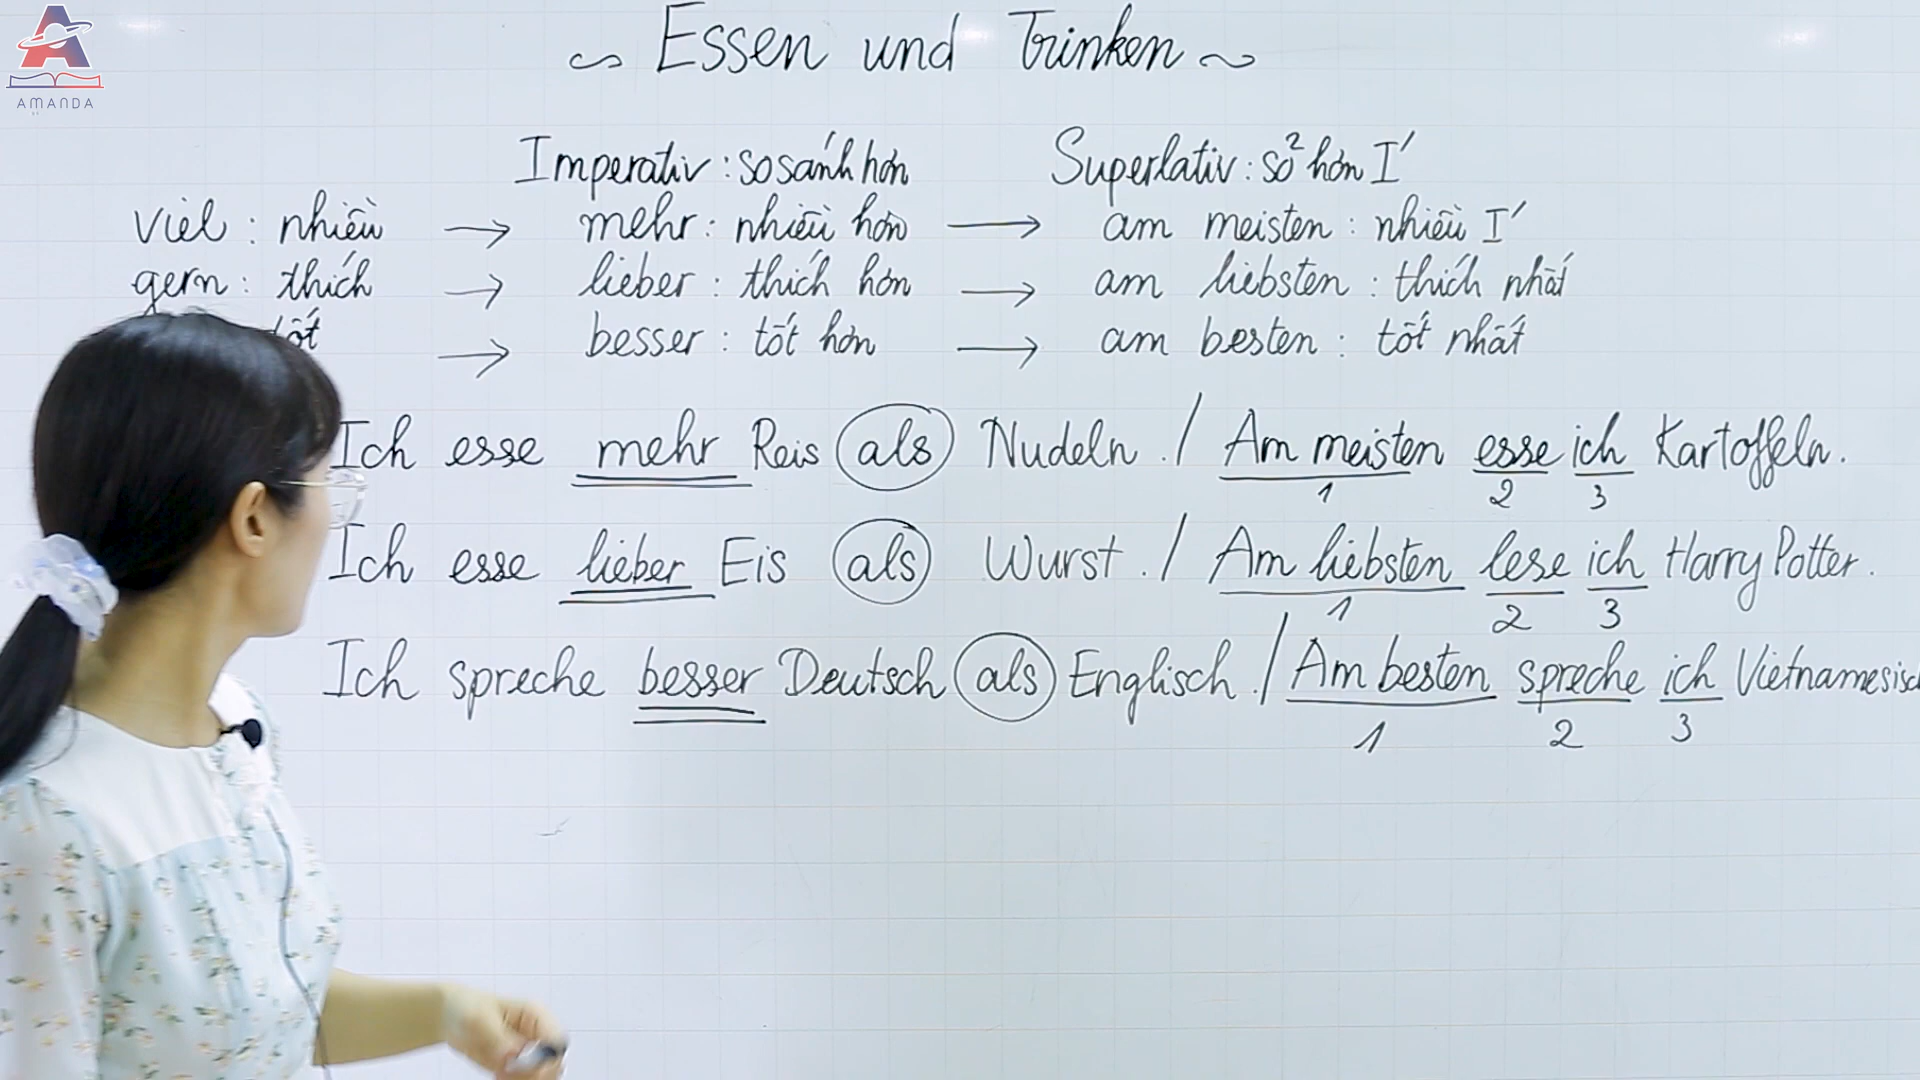 AMANDA
~ Essen und Trinken ~
Imperativ : so sánh hơn Superlativ : so² hơn I'
viel : nhiều → mehr : nhiều hơn → am meisten : nhiều I'
gern : thích → lieber : thích hơn → am liebsten : thích nhất
tốt → besser : tốt hơn → am besten : tốt nhất
Ich esse mehr Reis als Nudeln. / Am meisten esse ich Kartoffeln.
1 2 3
Ich esse lieber Eis als Wurst. / Am liebsten lese ich Harry Potter.
1 2 3
Ich spreche besser Deutsch als Englisch. / Am besten spreche ich Vietnamesisc
1 2 3